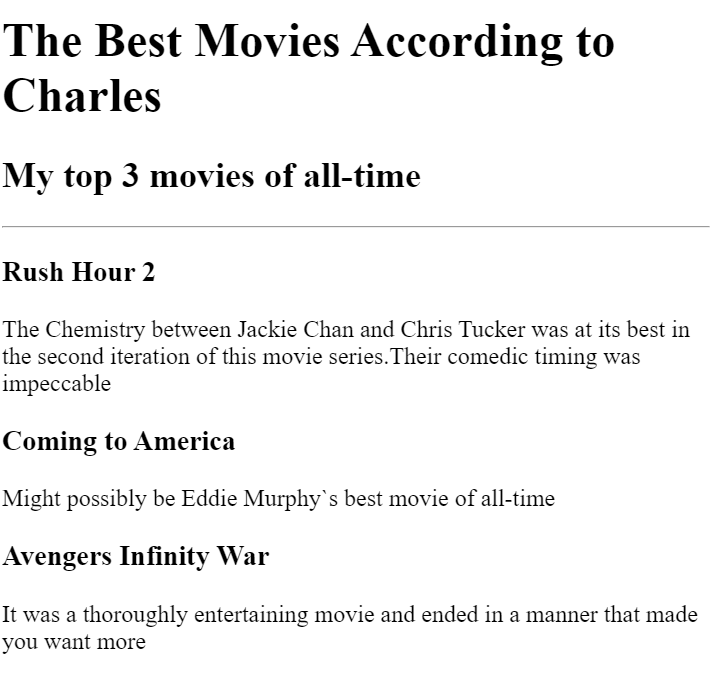 The Best Movies According to
Charles
My top 3 movies of all-time
Rush Hour 2
The Chemistry between Jackie Chan and Chris Tucker was at its best in
the second iteration of this movie series.Their comedic timing was
impeccable
Coming to America
Might possibly be Eddie Murphy`s best movie of all-time
Avengers Infinity War
It was a thoroughly entertaining movie and ended in a manner that made
you want more